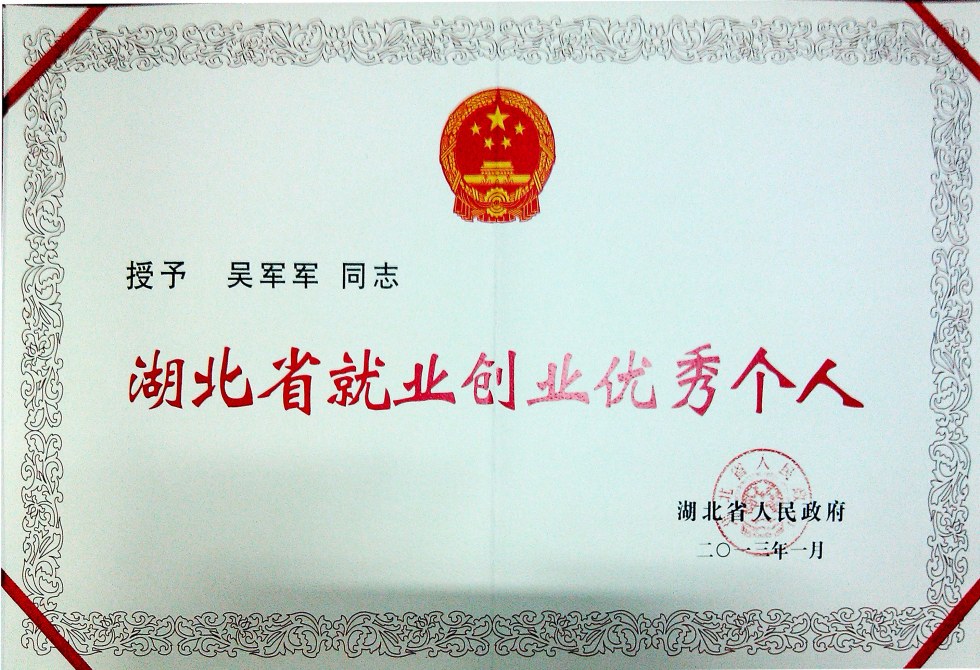 授予 吴军军 同志
湖北省就业创业优秀个人
湖北省人民政府
二〇一三年一月